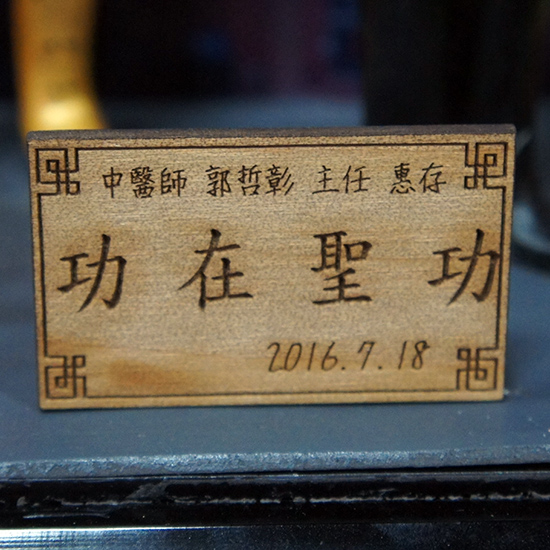 中醫師 郭哲彰 主任 惠存
功在聖功
2016.7.18